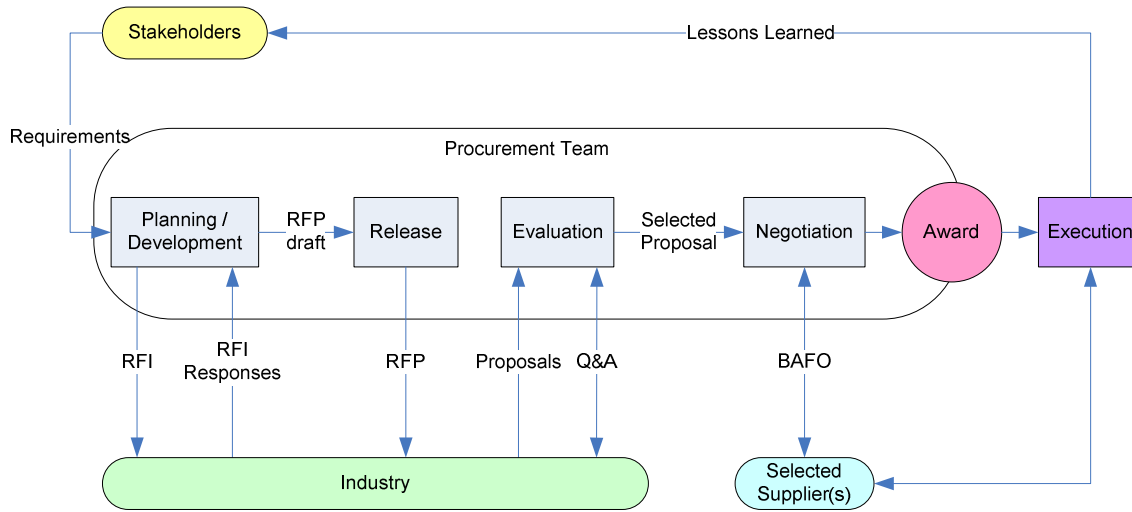 Stakeholders
Lessons Learned
Requirements
Procurement Team
Planning /
Development
RFP
draft
Release
Evaluation
Selected
Proposal
Negotiation
Award
Execution
RFI
RFI
Responses
RFP
Proposals
Q&A
BAFO
Industry
Selected
Supplier(s)